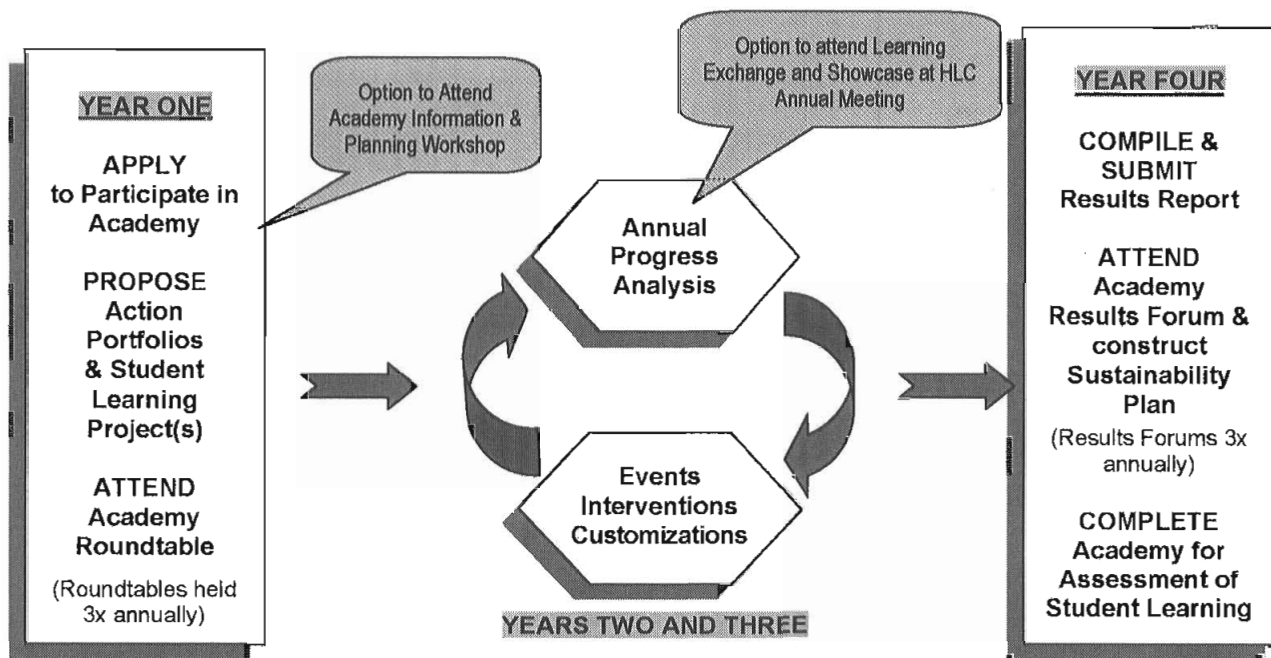 YEAR ONE
APPLY
to Participate in
Academy
PROPOSE
Action
Portfolios
& Student
Learning
Project(s)
ATTEND
Academy
Roundtable
(Roundtables held
3x annually)
Option to Attend
Academy Information &
Planning Workshop
Option to attend Learning
Exchange and Showcase at HLC
Annual Meeting
Annual
Progress
Analysis
Events
Interventions
Customizations
YEARS TWO AND THREE
YEAR FOUR
COMPILE &
SUBMIT
Results Report
ATTEND
Academy
Results Forum &
construct
Sustainability
Plan
(Results Forums 3x
annually)
COMPLETE
Academy for
Assessment of
Student Learning